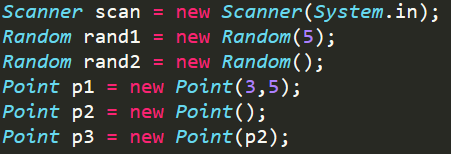 Scanner scan = new Scanner(System.in);
Random rand1 = new Random(5);
Random rand2 = new Random();
Point p1 = new Point(3,5);
Point p2 = new Point();
Point p3 = new Point(p2);